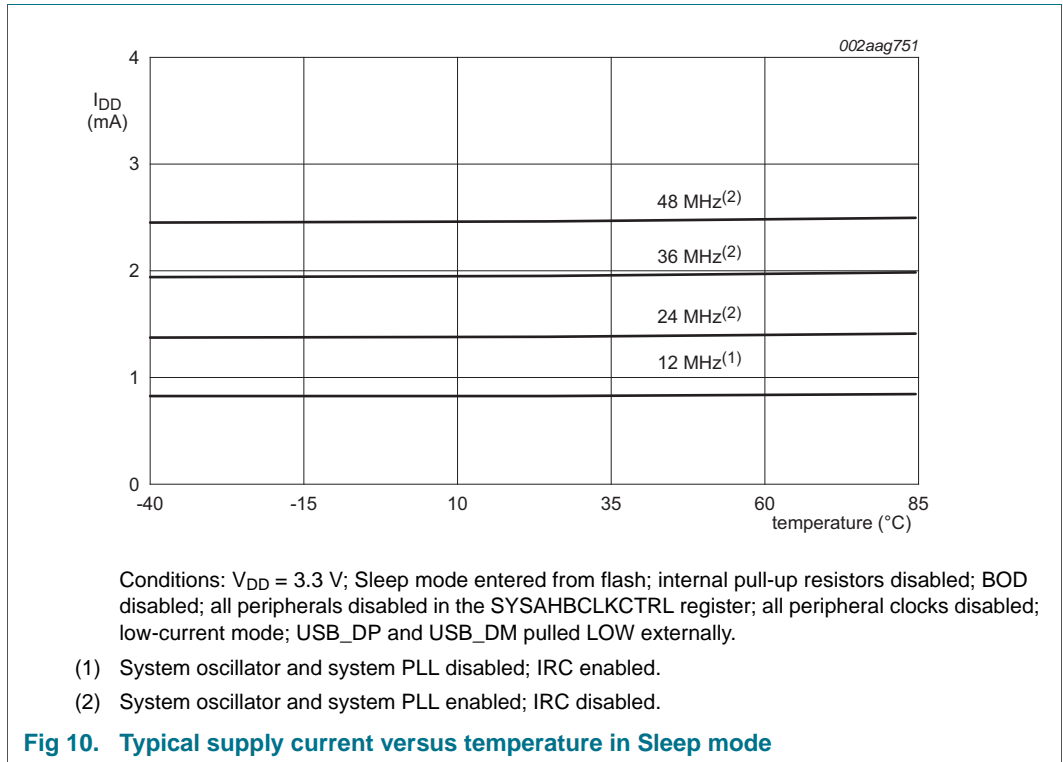 002aag751
4
I_DD
(mA)
3
48 MHz(2)
36 MHz(2)
2
24 MHz(2)
12 MHz(1)
1
0
-40 -15 10 35 60 85
temperature (°C)
Conditions: V_DD = 3.3 V; Sleep mode entered from flash; internal pull-up resistors disabled; BOD
disabled; all peripherals disabled in the SYSAHBCLKCTRL register; all peripheral clocks disabled;
low-current mode; USB_DP and USB_DM pulled LOW externally.
(1) System oscillator and system PLL disabled; IRC enabled.
(2) System oscillator and system PLL enabled; IRC disabled.
Fig 10. Typical supply current versus temperature in Sleep mode